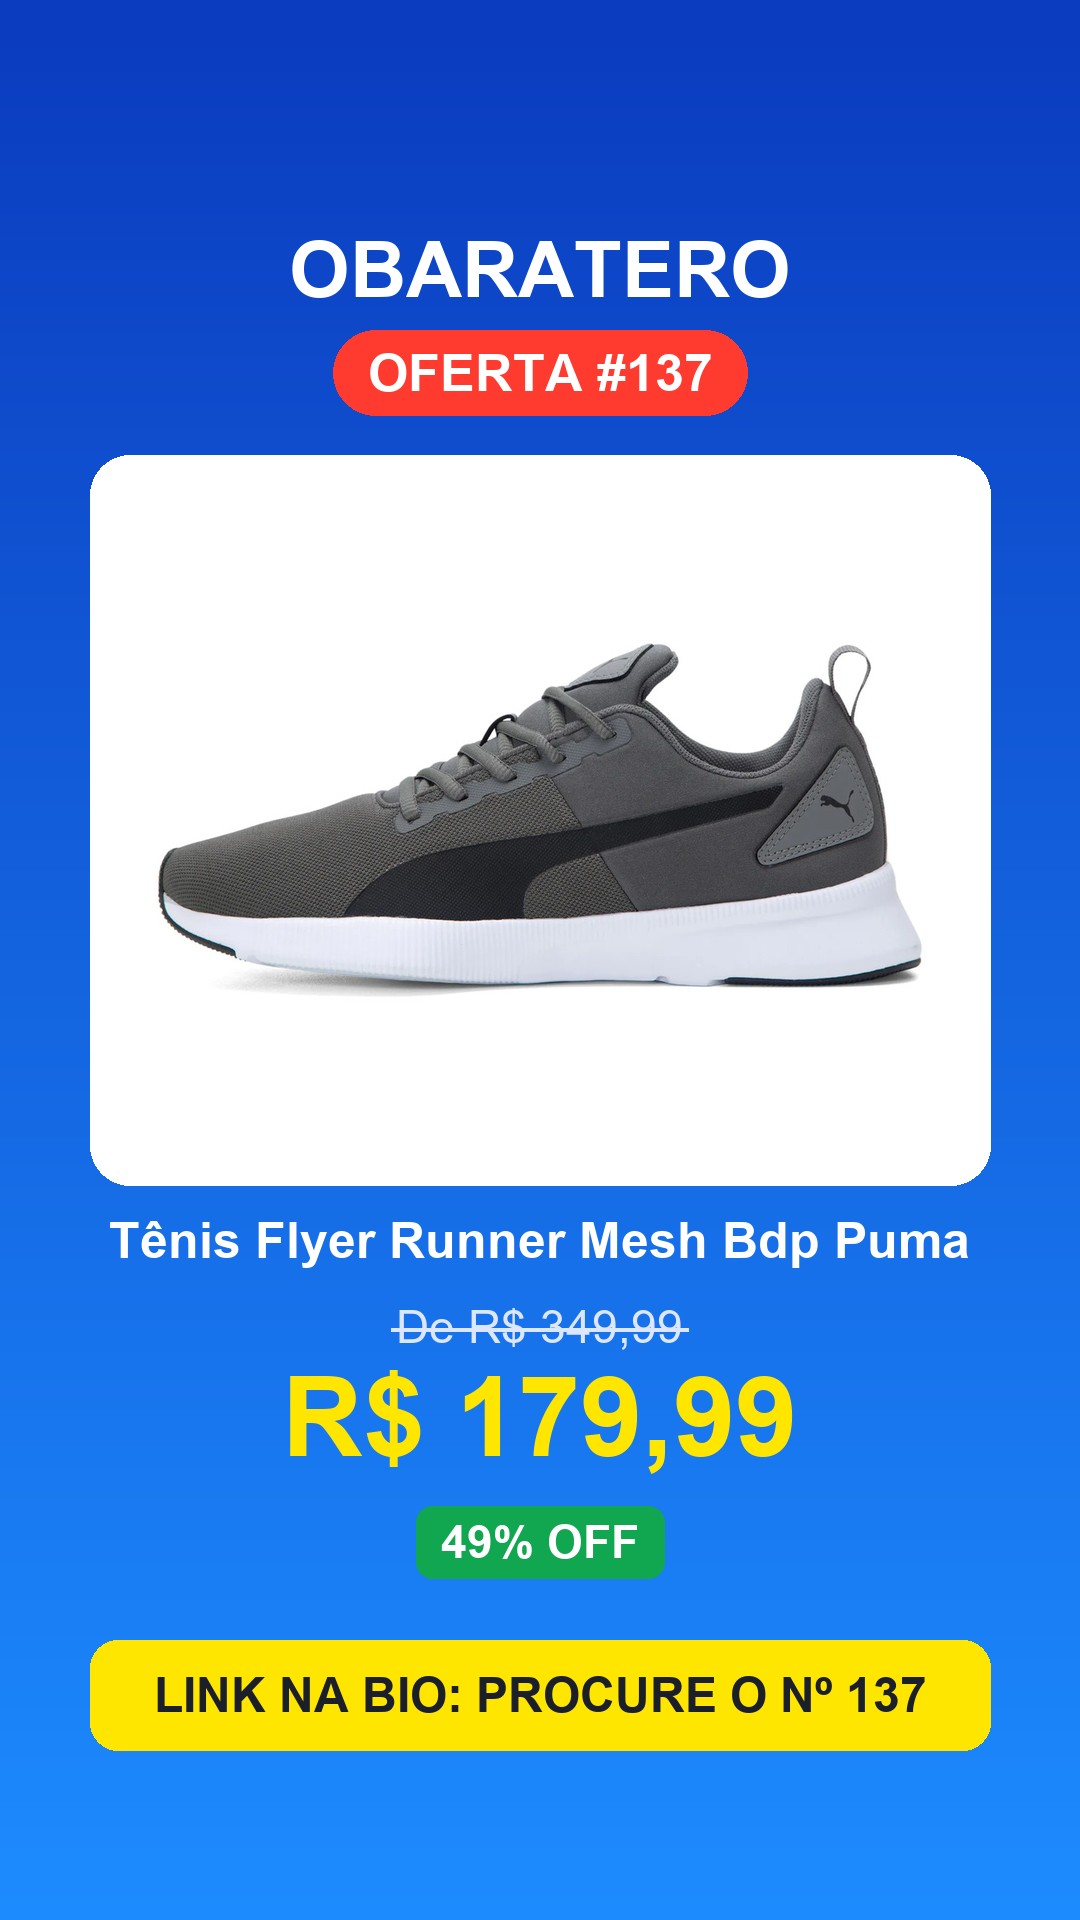 OBARATERO
OFERTA #137
Tênis Flyer Runner Mesh Bdp Puma
De R$ 349,99
R$ 179,99
49% OFF
LINK NA BIO: PROCURE O Nº 137